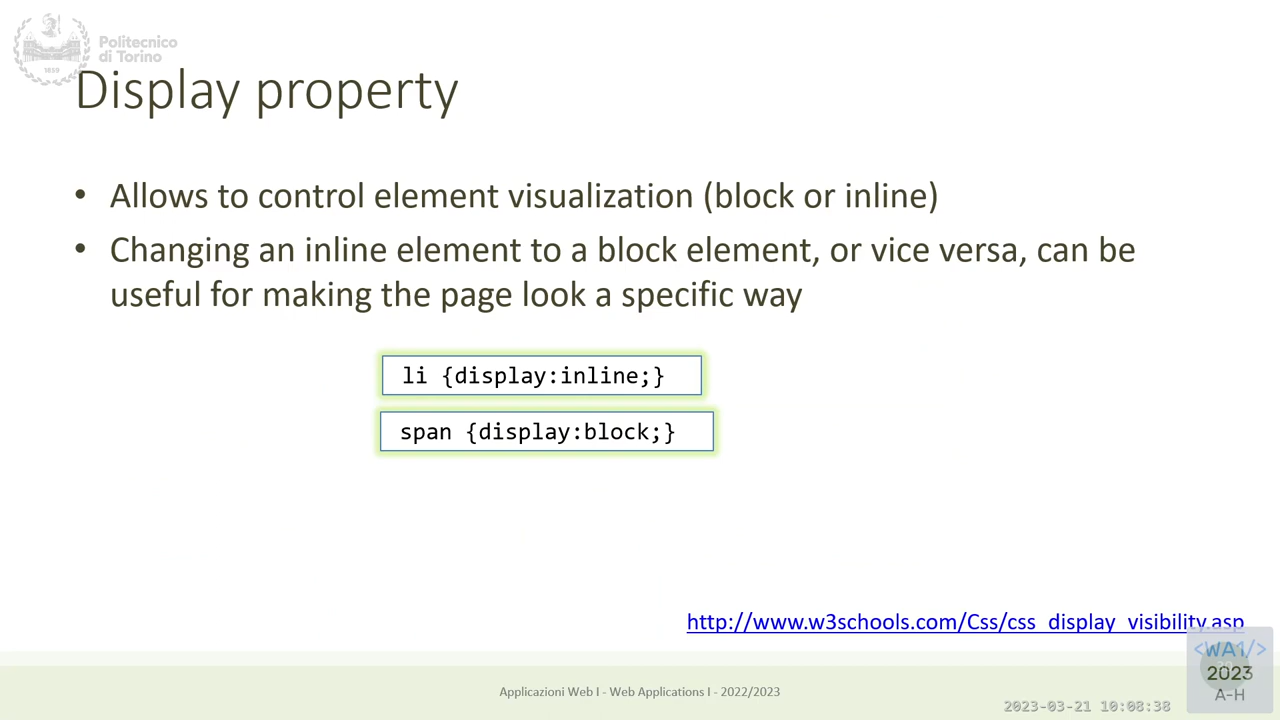 Politecnico
di Torino
1859
Display property
• Allows to control element visualization (block or inline)
• Changing an inline element to a block element, or vice versa, can be
useful for making the page look a specific way
li {display:inline;}
span {display:block;}
http://www.w3schools.com/Css/css_display_visibility.asp
<WA1/>
2023
A-H
Applicazioni Web I - Web Applications I - 2022/2023
2023-03-21 10:08:38